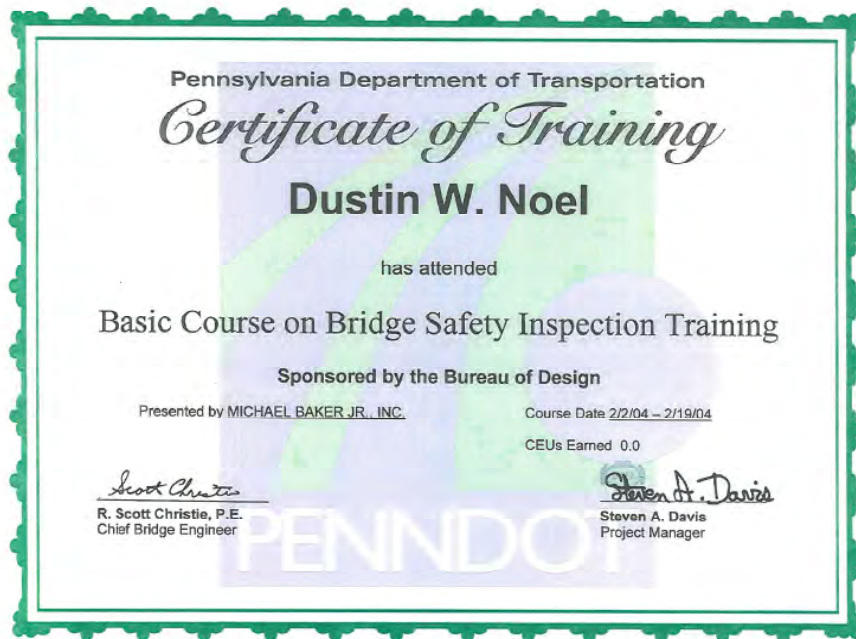 Pennsylvania Department of Transportation
Certificate of Training
Dustin W. Noel
has attended
Basic Course on Bridge Safety Inspection Training
Sponsored by the Bureau of Design
Presented by MICHAEL BAKER JR., INC.
Course Date 2/2/04 – 2/19/04
CEUs Earned 0.0
Scott Christie
R. Scott Christie, P.E.
Chief Bridge Engineer
Steven A. Davis
Steven A. Davis
Project Manager
PENNDOT